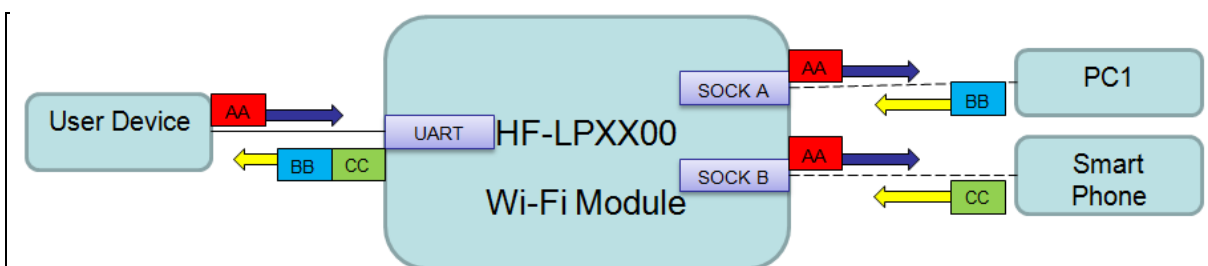 User Device
AA
BB CC
UART
HF-LPXX00
Wi-Fi Module
SOCK A
AA
BB
PC1
SOCK B
AA
CC
Smart
Phone